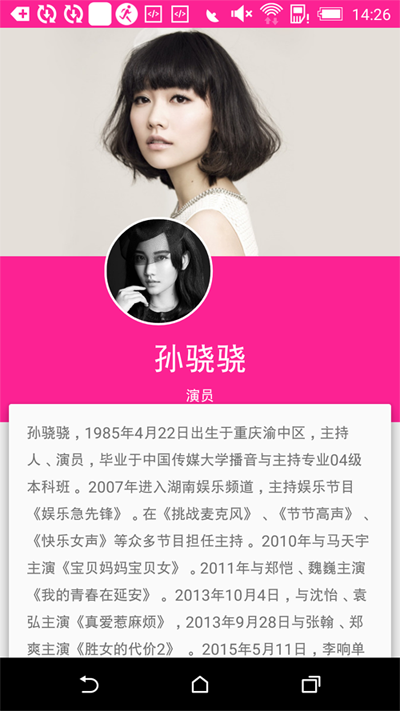 14:26
孙骁骁
演员
孙骁骁，1985年4月22日出生于重庆渝中区，主持
人、演员，毕业于中国传媒大学播音与主持专业04级
本科班。2007年进入湖南娱乐频道，主持娱乐节目
《娱乐急先锋》。在《挑战麦克风》、《节节高声》、
《快乐女声》等众多节目担任主持。2010年与马天宇
主演《宝贝妈妈宝贝女》。2011年与郑恺、魏巍主演
《我的青春在延安》。2013年10月4日，与沈怡、袁
弘主演《真爱惹麻烦》，2013年9月28日与张翰、郑
爽主演《胜女的代价2》 。2015年5月11日，李响单